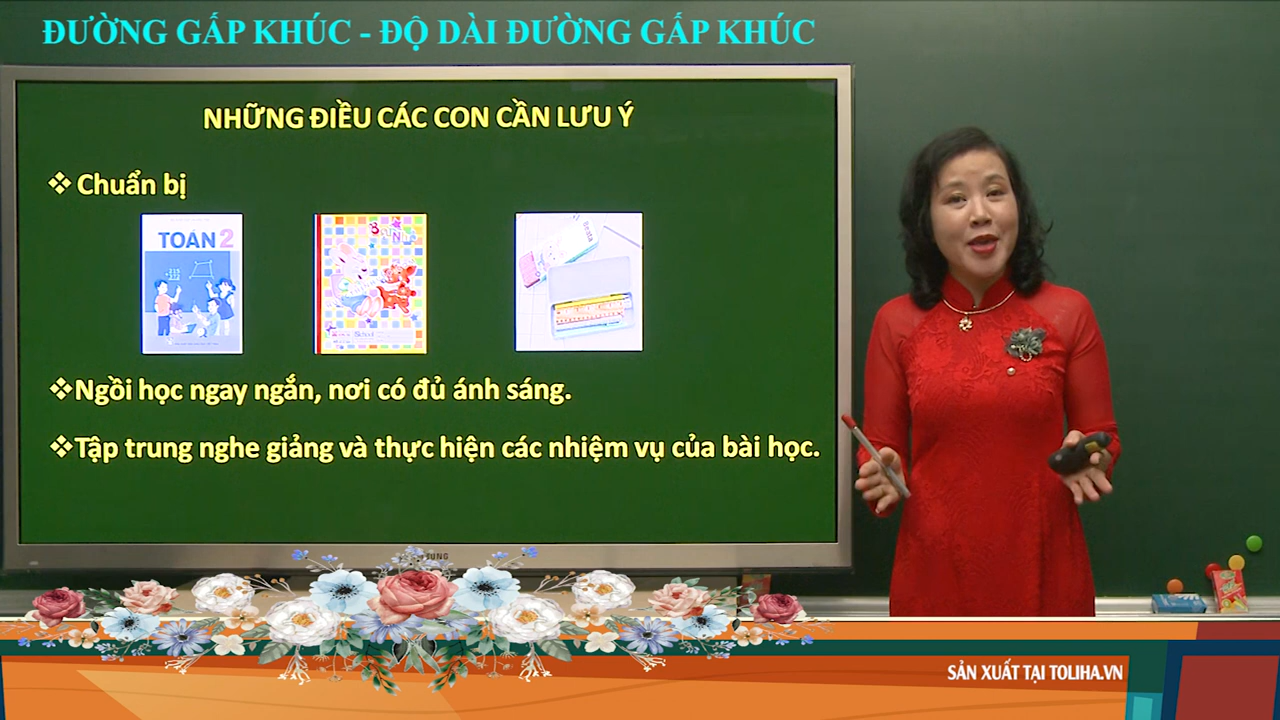 ĐƯỜNG GẤP KHÚC - ĐỘ DÀI ĐƯỜNG GẤP KHÚC
NHỮNG ĐIỀU CÁC CON CẦN LƯU Ý
❖ Chuẩn bị
TOÁN 2
❖Ngồi học ngay ngắn, nơi có đủ ánh sáng.
❖Tập trung nghe giảng và thực hiện các nhiệm vụ của bài học.
SẢN XUẤT TẠI TOLIHA.VN